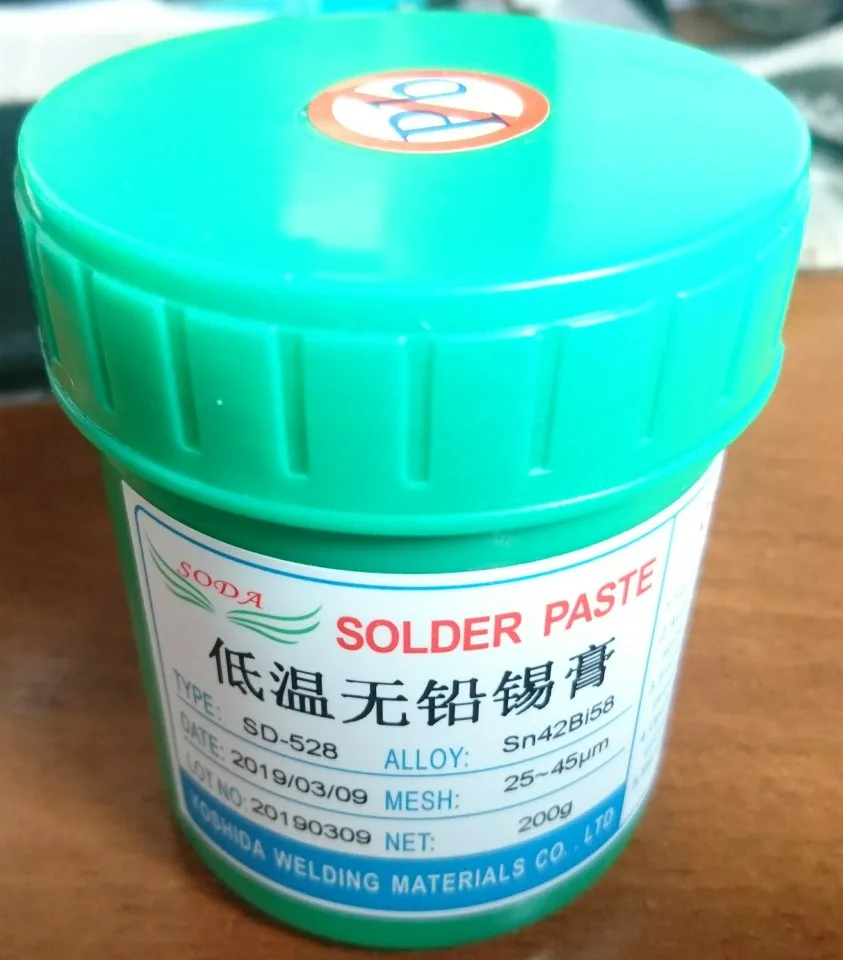 Pb
SODA
SOLDER PASTE
低温无铅锡膏
TYPE: SD-528 ALLOY: Sn42Bi58
DATE: 2019/03/09 MESH: 25~45μm
LOT NO: 20190309 NET: 200g
YOSHIDA WELDING MATERIALS CO., LTD